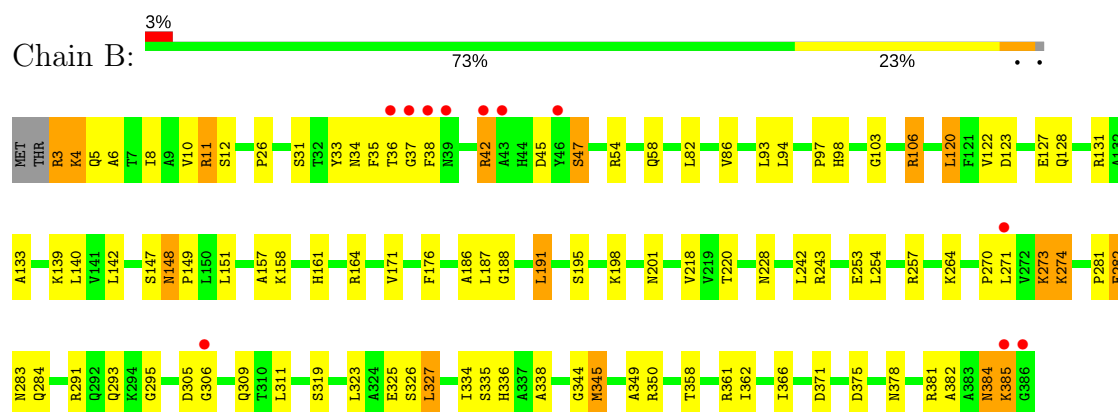 3%
Chain B:
73% 23% • •
MET THR R3 K4 Q5 A6 T7 I8 A9 V10 R11 S12 P26 S31 T32 Y33 N34 F35 T36 G37 F38 N39 R42 A43 H44 D45 Y46 S47 R54 Q58 L82 V86 L93 L94 P97 H98 G103 R106 L120 F121 V122 D123 E127 Q128 R131 A132
A133 K139 L140 V141 L142 S147 N148 P149 L150 L151 A157 K158 H161 R164 V171 F176 A186 L187 G188 L191 S195 K198 N201 V218 V219 T220 N228 L242 R243 E253 L254 R257 K264 P270 L271 V272 K273 K274 P281
N283 Q284 R291 Q292 Q293 K294 G295 D305 G306 Q309 T310 L311 S319 L323 A324 E325 S326 L327 I334 S335 H336 A337 A338 G344 M345 A349 R350 T358 R361 I362 I366 D371 D375 N378 R381 A382 A383 N384 K385 G386